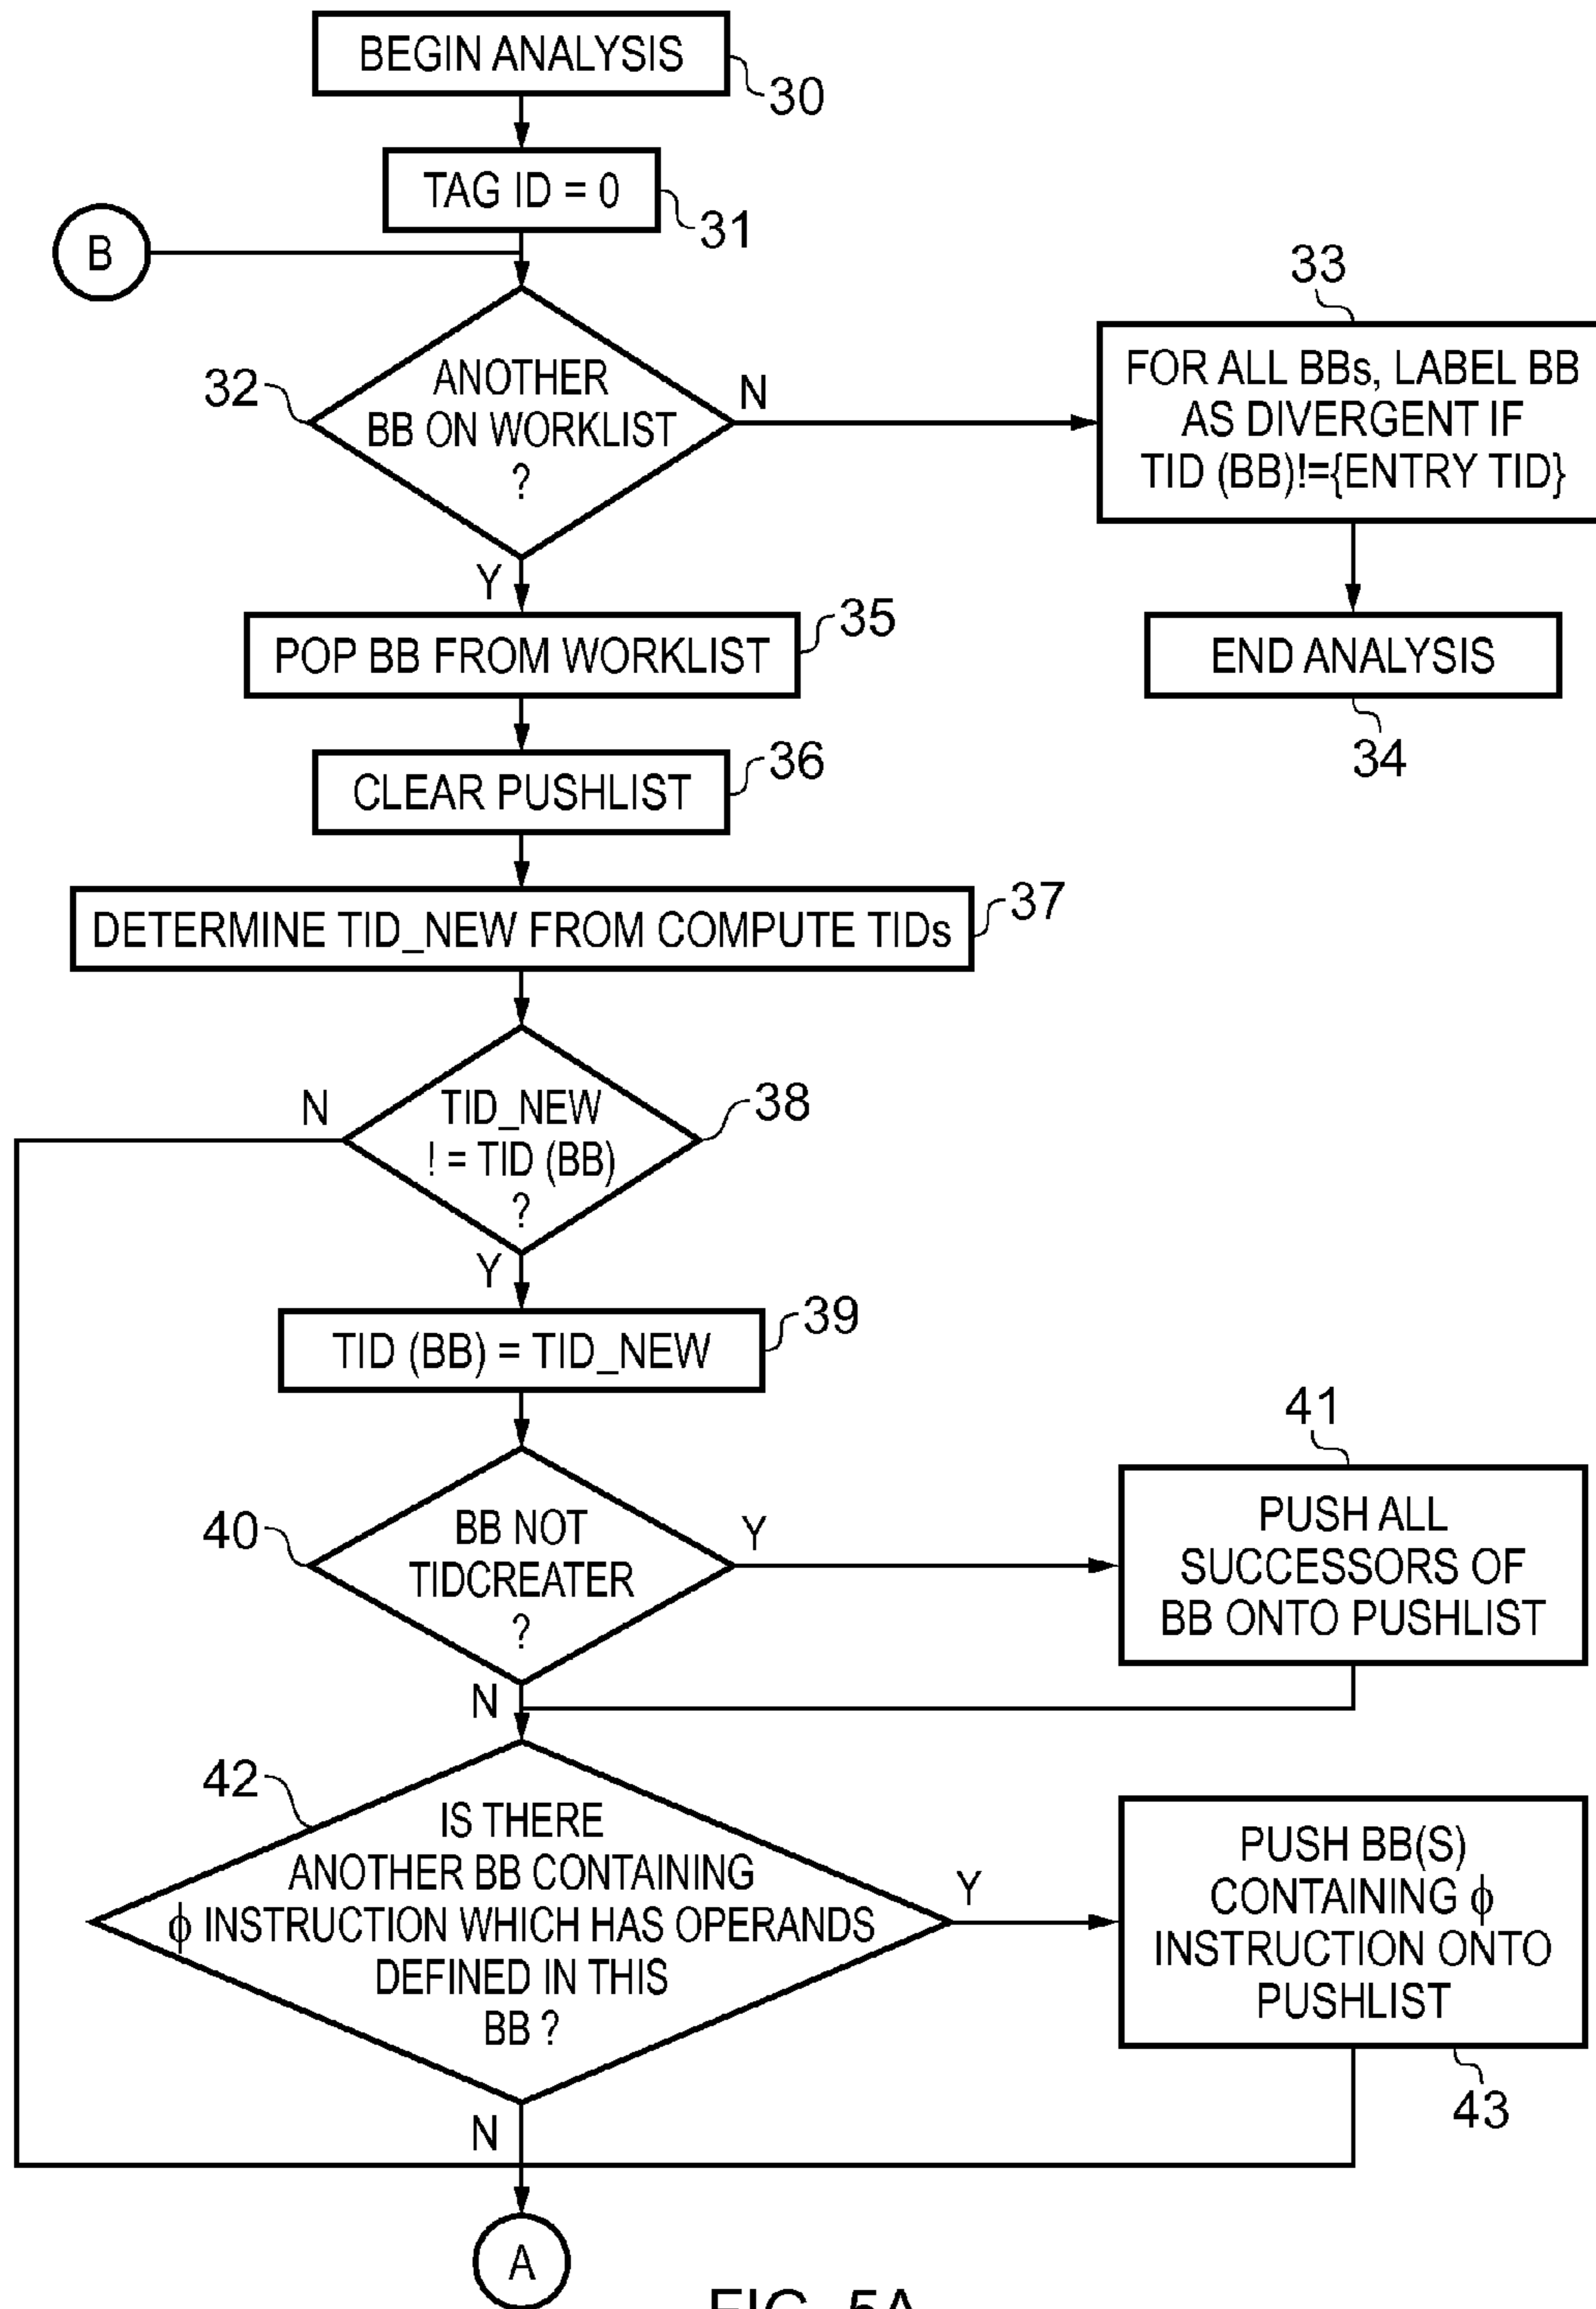 BEGIN ANALYSIS
30
TAG ID = 0
31
B
32
ANOTHER
BB ON WORKLIST
?
N
Y
33
FOR ALL BBs, LABEL BB
AS DIVERGENT IF
TID (BB)!={ENTRY TID}
END ANALYSIS
34
POP BB FROM WORKLIST
35
CLEAR PUSHLIST
36
DETERMINE TID_NEW FROM COMPUTE TIDs
37
N
TID_NEW
! = TID (BB)
?
38
Y
TID (BB) = TID_NEW
39
40
BB NOT
TIDCREATER
?
Y
N
41
PUSH ALL
SUCCESSORS OF
BB ONTO PUSHLIST
42
IS THERE
ANOTHER BB CONTAINING
ϕ INSTRUCTION WHICH HAS OPERANDS
DEFINED IN THIS
BB ?
Y
N
PUSH BB(S)
CONTAINING ϕ
INSTRUCTION ONTO
PUSHLIST
43
A
FIG. 5A